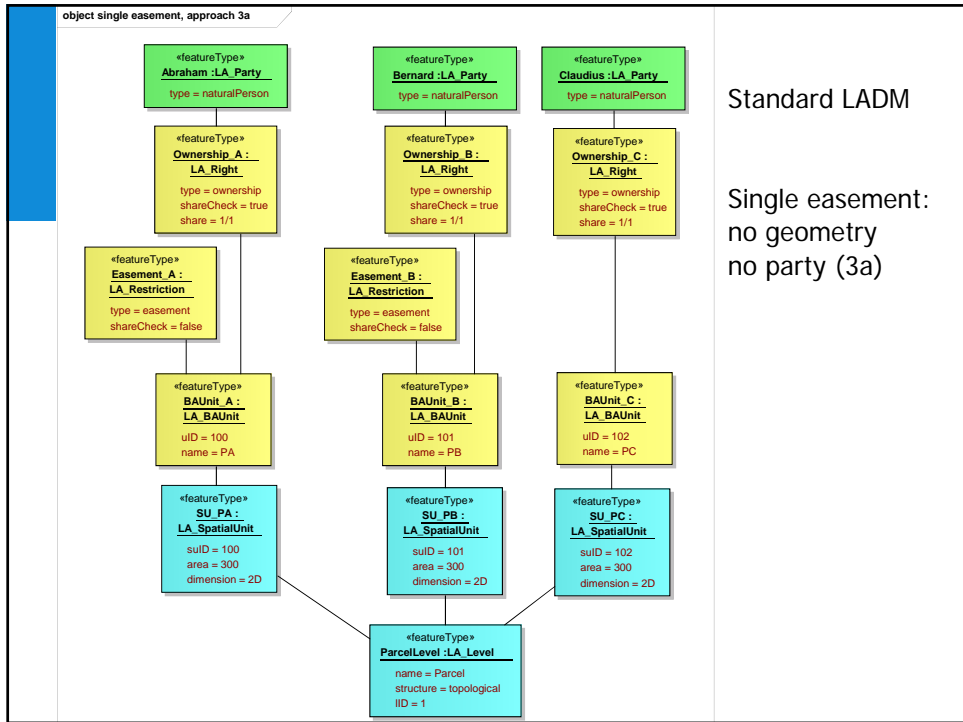 object single easement, approach 3a
«featureType»
Abraham :LA_Party
type = naturalPerson
«featureType»
Bernard :LA_Party
type = naturalPerson
«featureType»
Claudius :LA_Party
type = naturalPerson
«featureType»
Ownership_A :
LA_Right
type = ownership
shareCheck = true
share = 1/1
«featureType»
Ownership_B :
LA_Right
type = ownership
shareCheck = true
share = 1/1
«featureType»
Ownership_C :
LA_Right
type = ownership
shareCheck = true
share = 1/1
«featureType»
Easement_A :
LA_Restriction
type = easement
shareCheck = false
«featureType»
Easement_B :
LA_Restriction
type = easement
shareCheck = false
«featureType»
BAUnit_A :
LA_BAUnit
uID = 100
name = PA
«featureType»
BAUnit_B :
LA_BAUnit
uID = 101
name = PB
«featureType»
BAUnit_C :
LA_BAUnit
uID = 102
name = PC
«featureType»
SU_PA :
LA_SpatialUnit
suID = 100
area = 300
dimension = 2D
«featureType»
SU_PB :
LA_SpatialUnit
suID = 101
area = 300
dimension = 2D
«featureType»
SU_PC :
LA_SpatialUnit
suID = 102
area = 300
dimension = 2D
«featureType»
ParcelLevel :LA_Level
name = Parcel
structure = topological
lID = 1
Standard LADM
Single easement:
no geometry
no party (3a)